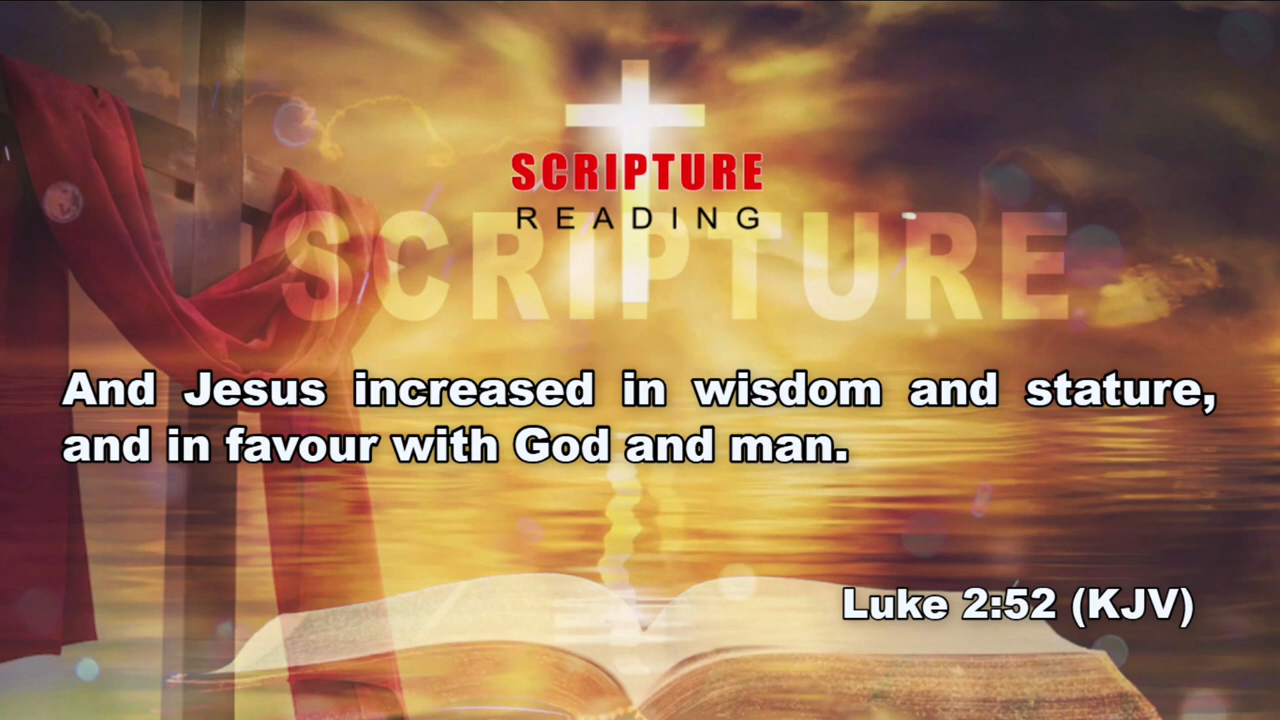 SCRIPTURE
READING
SCRIPTURE
And Jesus increased in wisdom and stature,
and in favour with God and man.
Luke 2:52 (KJV)